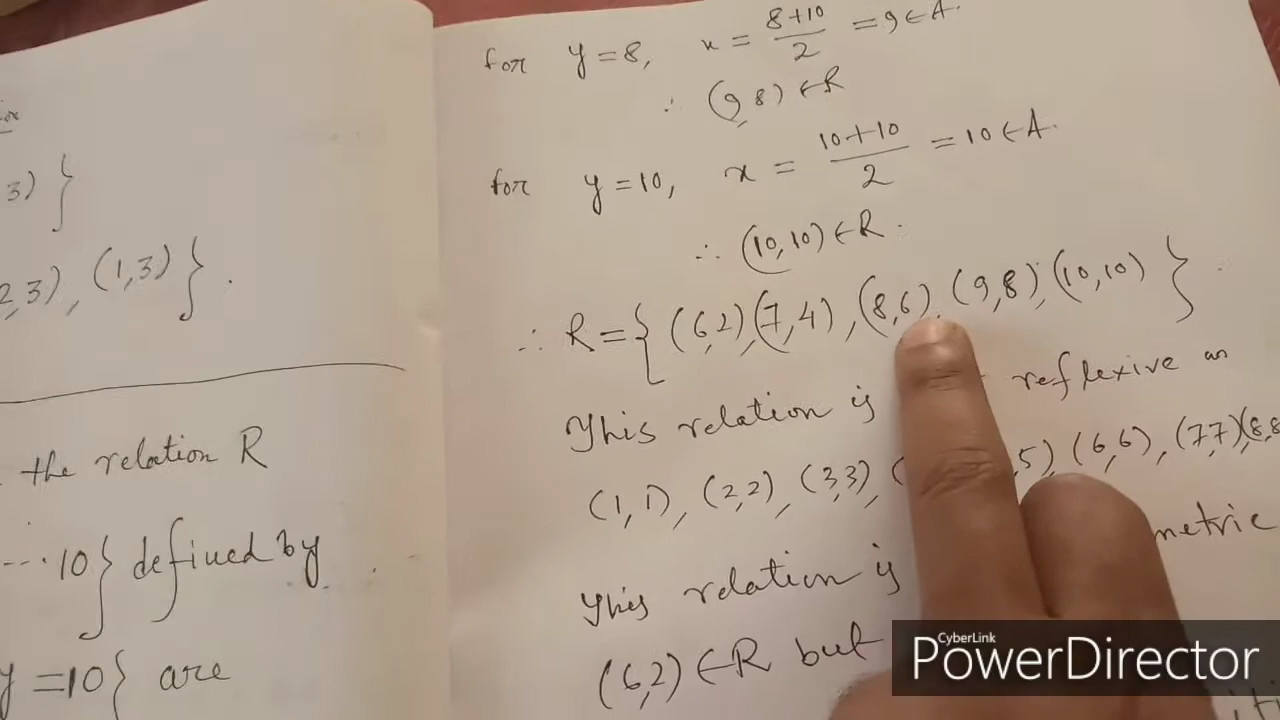 3) }
2,3), (1,3) }.
the relation R
--- 10} defined by
y = 10} are
for y = 8, x = (8+10)/2 = 9 ∈ A.
∴ (9,8) ∈ R
for y = 10, x = (10+10)/2 = 10 ∈ A.
∴ (10,10) ∈ R.
∴ R = { (6,2), (7,4), (8,6), (9,8), (10,10) }
This relation is reflexive as
(1,1), (2,2), (3,3), ,5), (6,6), (7,7) (8,8
This relation is metric
(6,2) ∈ R but
CyberLink
PowerDirector